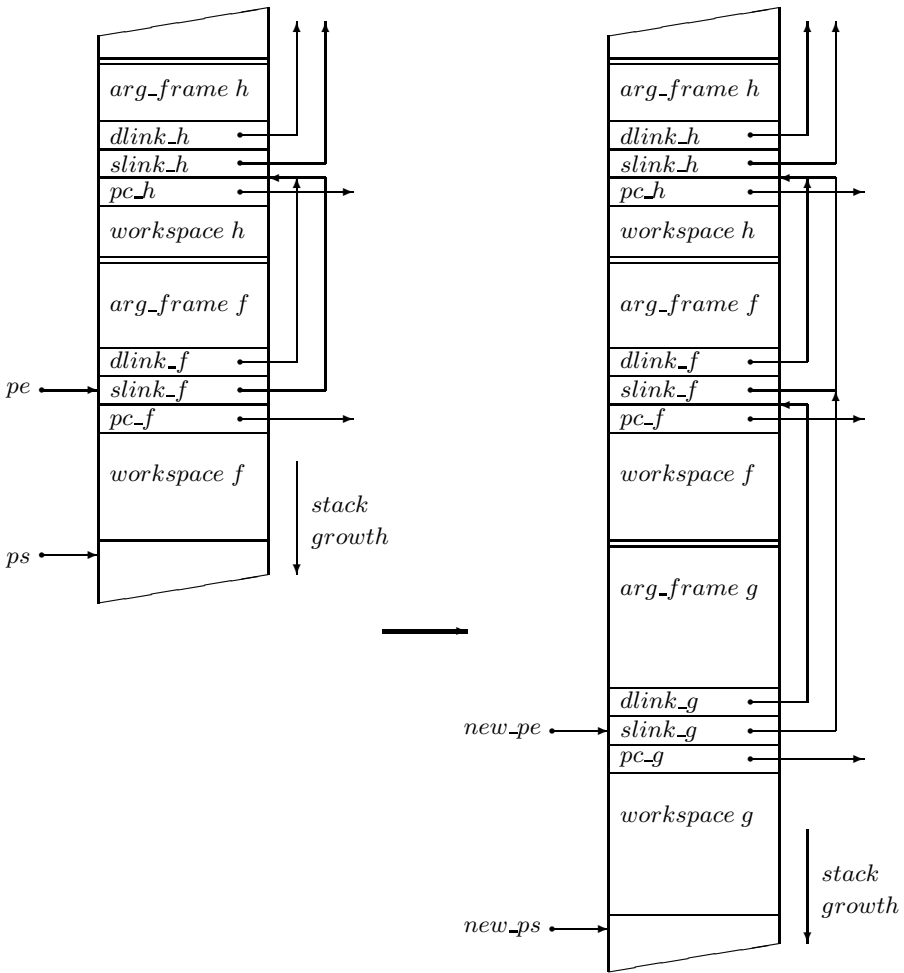 arg_frame h
dlink_h
slink_h
pc_h
workspace h
arg_frame f
dlink_f
pe
slink_f
pc_f
workspace f
stack
growth
ps
arg_frame h
dlink_h
slink_h
pc_h
workspace h
arg_frame f
dlink_f
slink_f
pc_f
workspace f
arg_frame g
dlink_g
new_pe
slink_g
pc_g
workspace g
stack
growth
new_ps